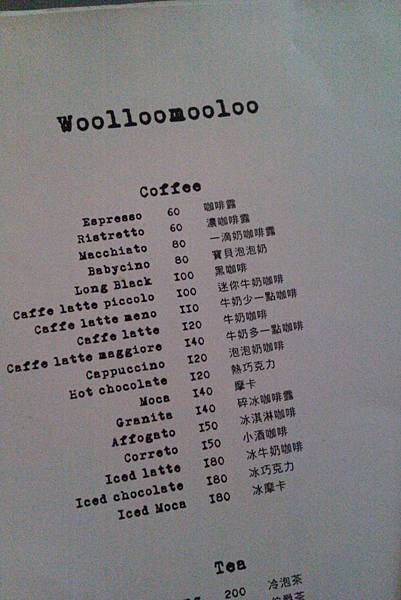 Woolloomooloo
Coffee
Espresso 60 咖啡露
Ristretto 60 濃咖啡露
Macchiato 80 一滴奶咖啡露
Babycino 80 寶貝泡泡奶
Long Black 100 黑咖啡
Caffe latte piccolo 100 迷你牛奶咖啡
Caffe latte meno 110 牛奶少一點咖啡
Caffe latte 120 牛奶咖啡
Caffe latte maggiore 140 牛奶多一點咖啡
Cappuccino 120 泡泡奶咖啡
Hot chocolate 120 熱巧克力
Moca 140 摩卡
Granita 140 碎冰咖啡露
Affogato 150 冰淇淋咖啡
Correto 150 小酒咖啡
Iced latte 180 冰牛奶咖啡
Iced chocolate 180 冰巧克力
Iced Moca 180 冰摩卡
Tea
200 冷泡茶